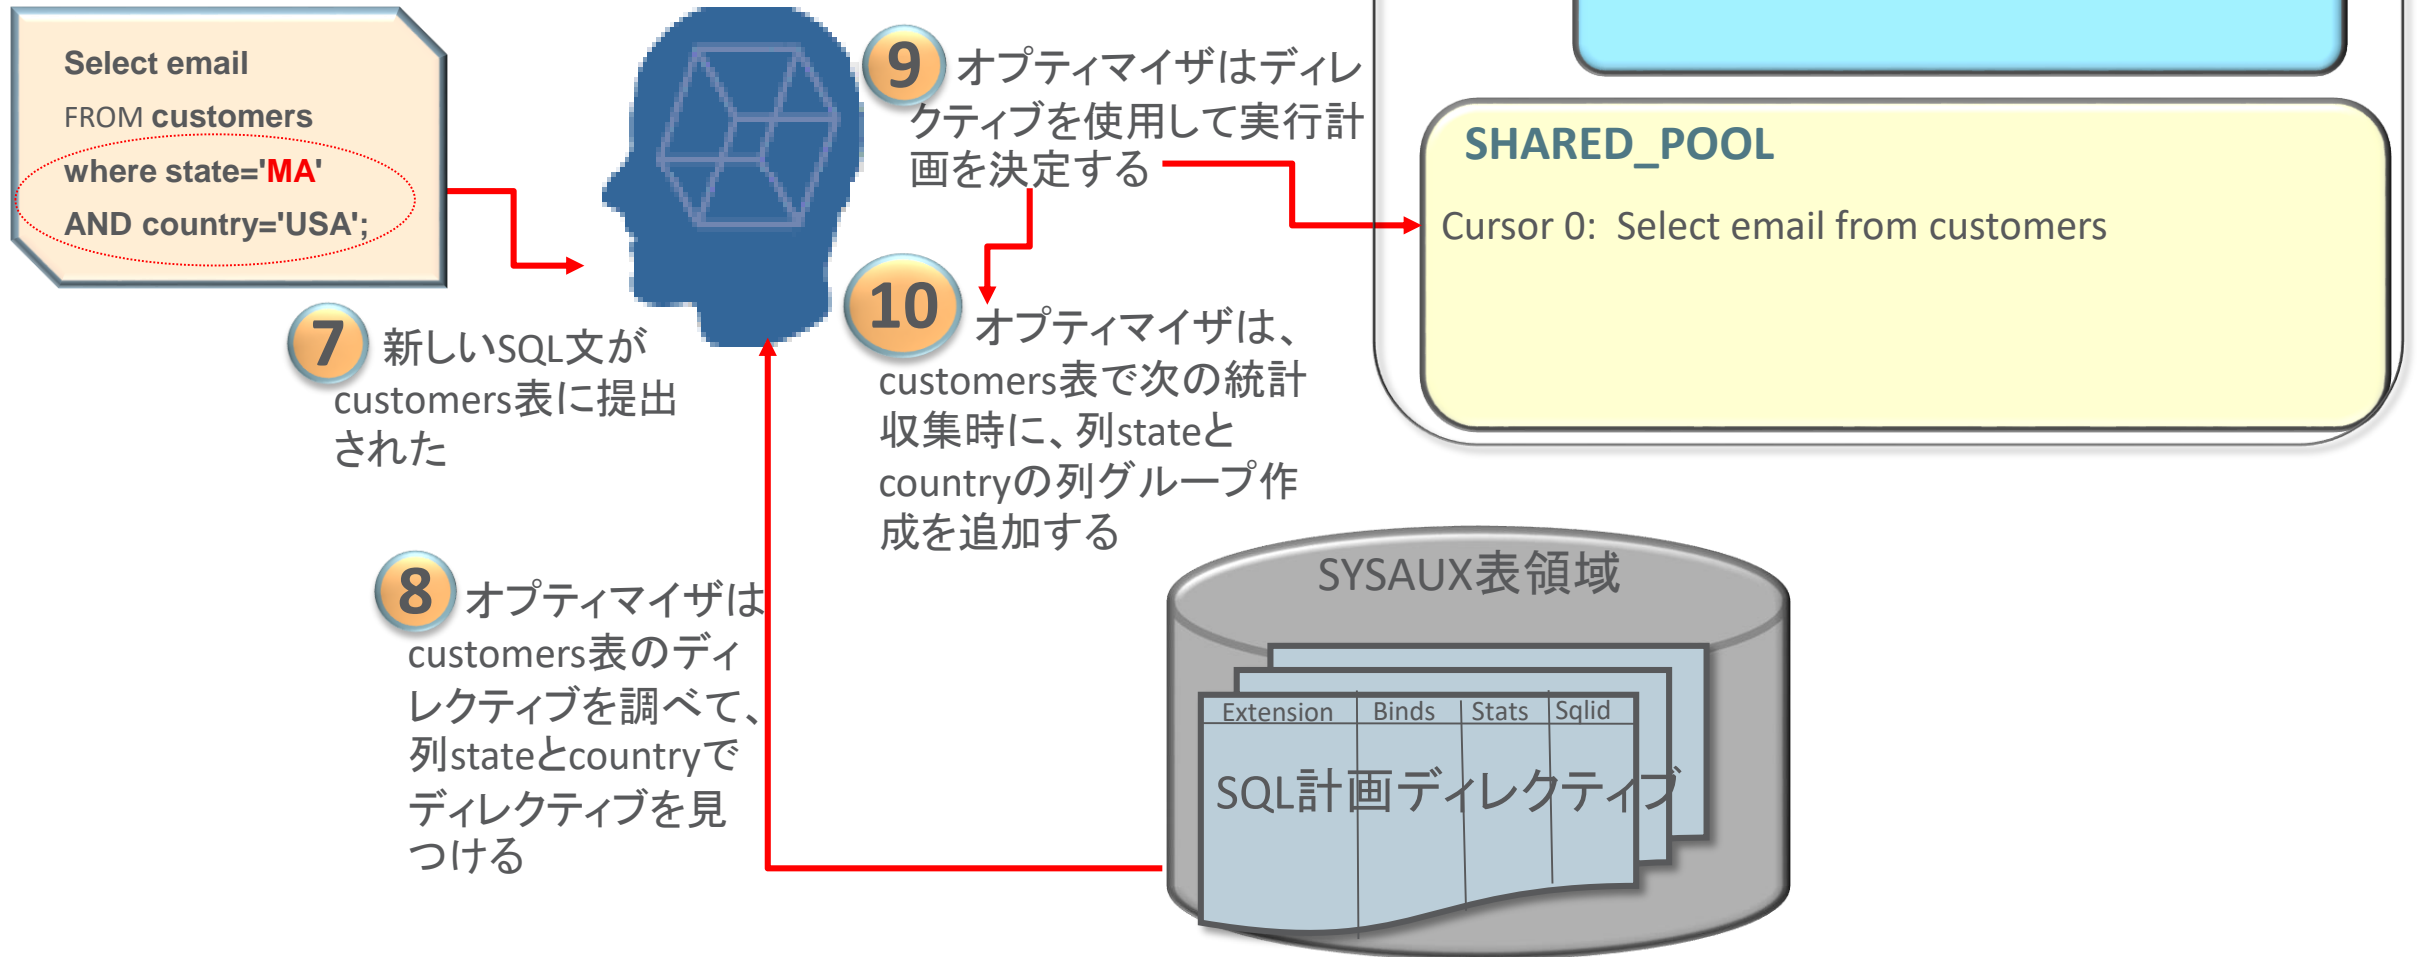 Select email
FROM customers
where state='MA'
AND country='USA';
7 新しいSQL文が
customers表に提出
された
8 オプティマイザは
customers表のディ
レクティブを調べて、
列stateとcountryで
ディレクティブを見
つける
9 オプティマイザはディレ
クティブを使用して実行計
画を決定する
10 オプティマイザは、
customers表で次の統計
収集時に、列stateと
countryの列グループ作
成を追加する
SHARED_POOL
Cursor 0: Select email from customers
SYSAUX表領域
Extension Binds Stats Sqlid
SQL計画ディレクティブ